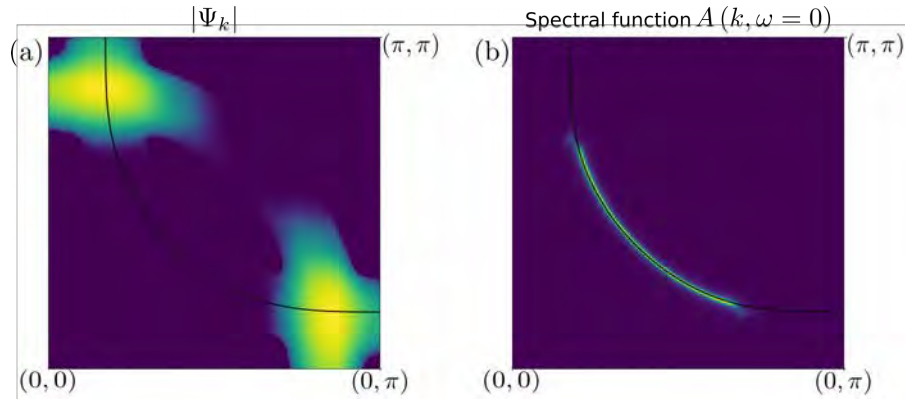 |Ψ_k|
Spectral function A (k, ω = 0)
(a)
(π, π)
(b)
(π, π)
(0, 0)
(0, π)
(0, 0)
(0, π)